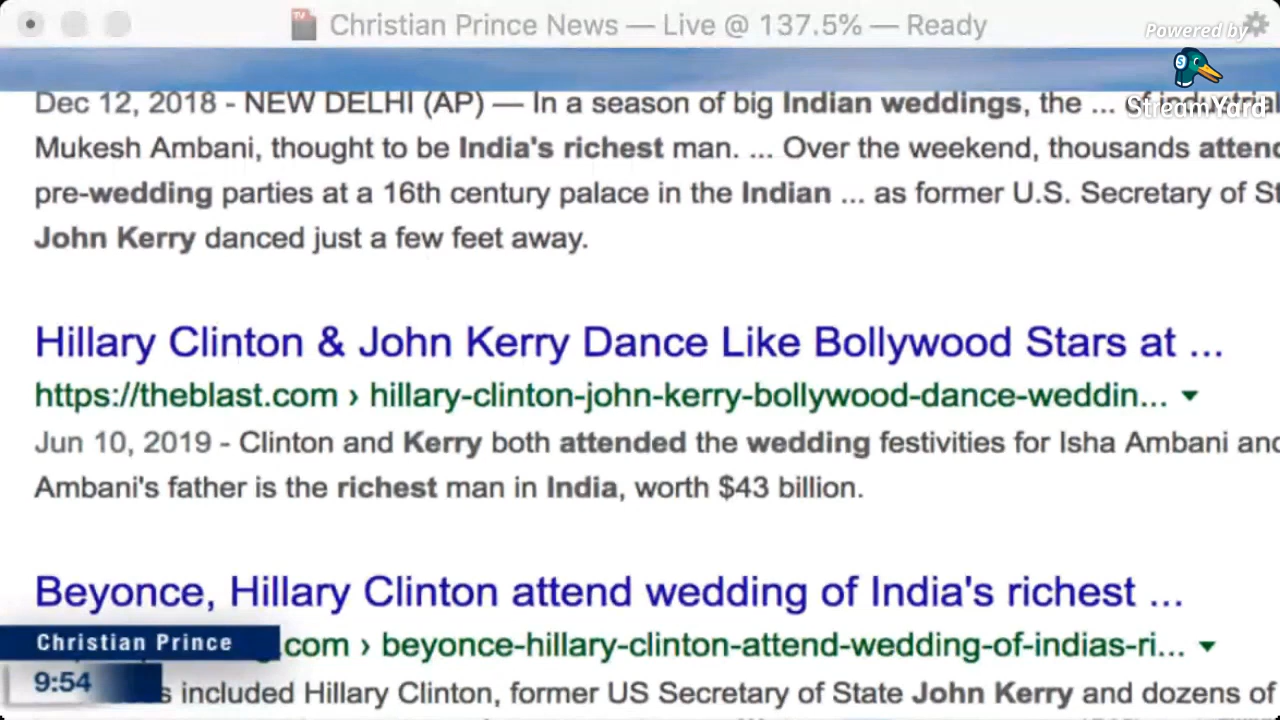 Christian Prince News — Live @ 137.5% — Ready
Powered by
StreamYard
Dec 12, 2018 - NEW DELHI (AP) — In a season of big Indian weddings, the ... of
Mukesh Ambani, thought to be India's richest man. ... Over the weekend, thousands attend
pre-wedding parties at a 16th century palace in the Indian ... as former U.S. Secretary of St
John Kerry danced just a few feet away.
Hillary Clinton & John Kerry Dance Like Bollywood Stars at ...
https://theblast.com › hillary-clinton-john-kerry-bollywood-dance-weddin...
Jun 10, 2019 - Clinton and Kerry both attended the wedding festivities for Isha Ambani and
Ambani's father is the richest man in India, worth $43 billion.
Beyonce, Hillary Clinton attend wedding of India's richest ...
.com › beyonce-hillary-clinton-attend-wedding-of-indias-ri...
s included Hillary Clinton, former US Secretary of State John Kerry and dozens of
Christian Prince
9:54